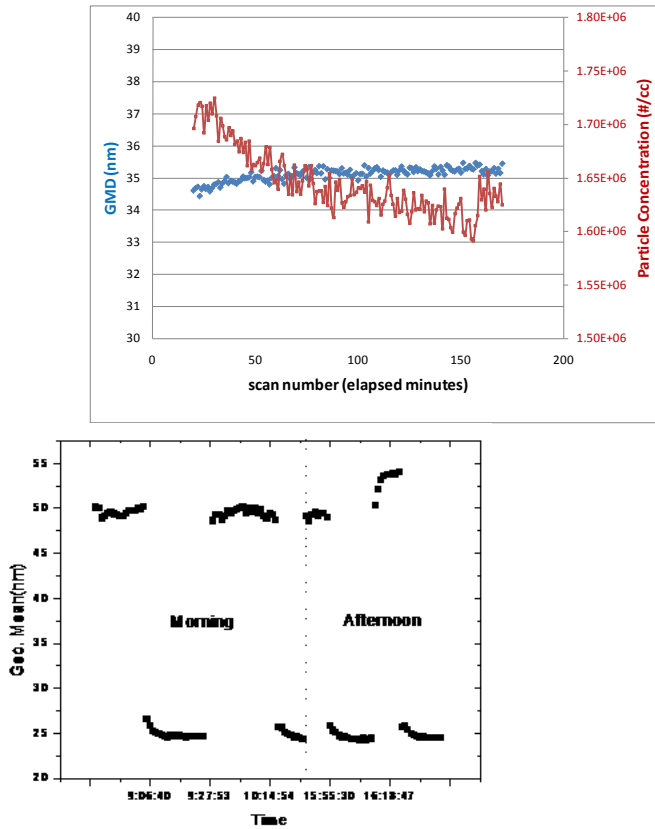 40
39
38
37
36
35
34
33
32
31
30
GMD (nm)
1.80E+06
1.75E+06
1.70E+06
1.65E+06
1.60E+06
1.55E+06
1.50E+06
Particle Concentration (#/cc)
0 50 100 150 200
scan number (elapsed minutes)
55
50
45
40
35
30
25
20
Geo. Mean(nm)
Morning
Afternoon
9:06:40 9:27:53 10:14:54 15:55:30 16:18:47
Time